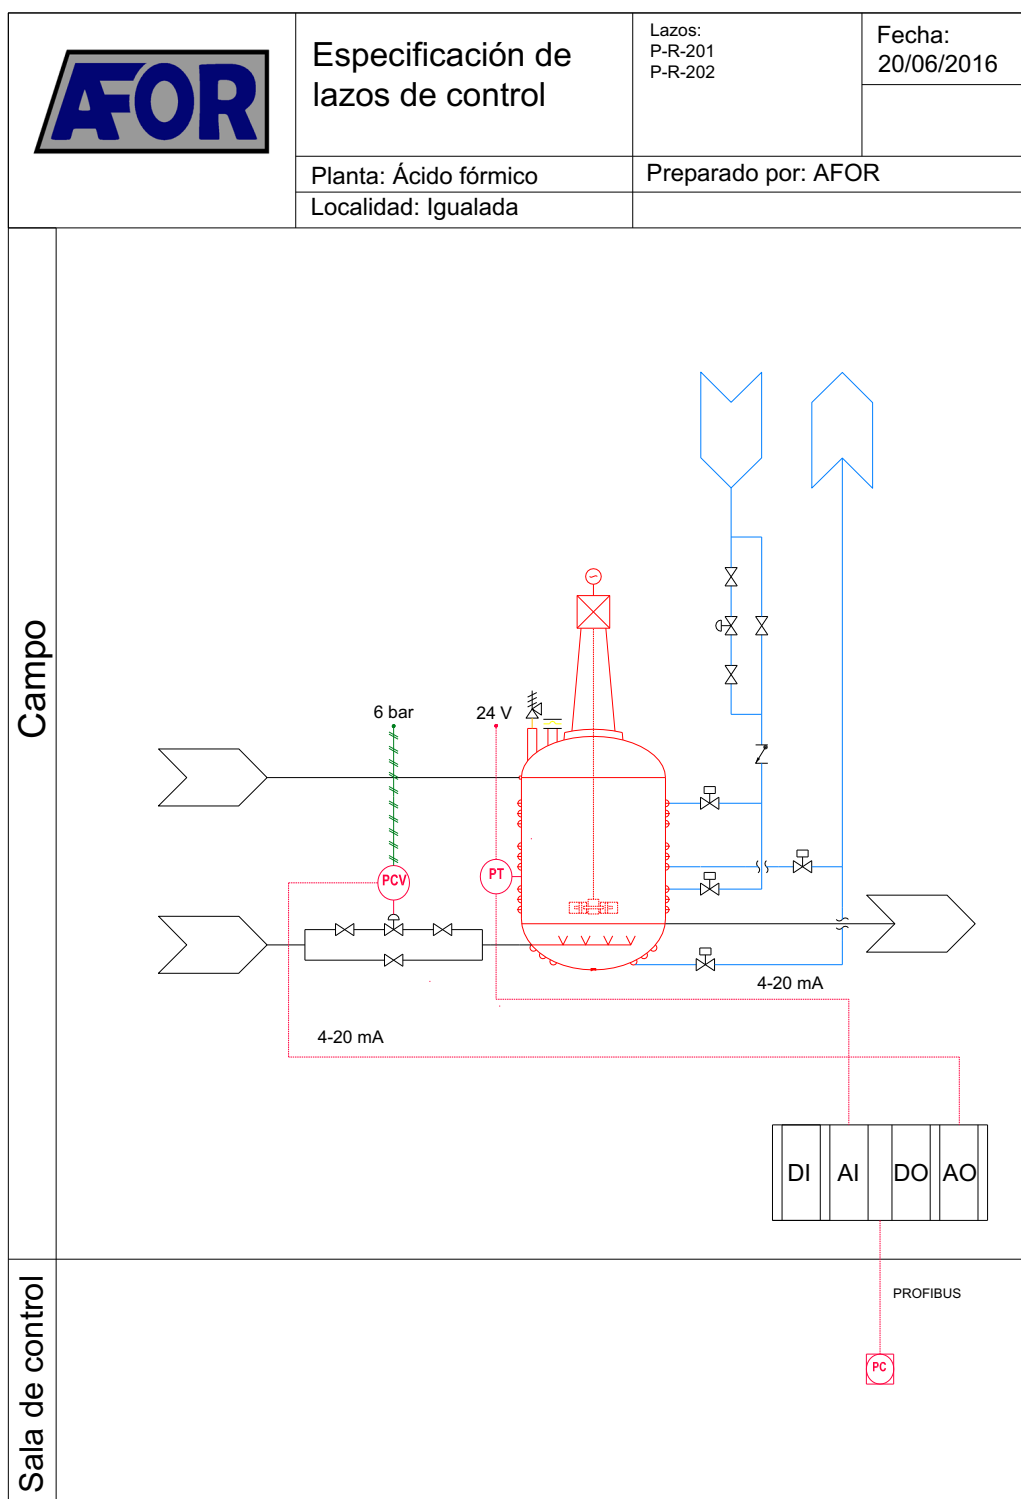 AFOR
Especificación de
lazos de control
Lazos:
P-R-201
P-R-202
Fecha:
20/06/2016
Planta: Ácido fórmico
Preparado por: AFOR
Localidad: Igualada
Campo
6 bar
24 V
PCV
PT
4-20 mA
4-20 mA
DI
AI
DO
AO
Sala de control
PROFIBUS
PC